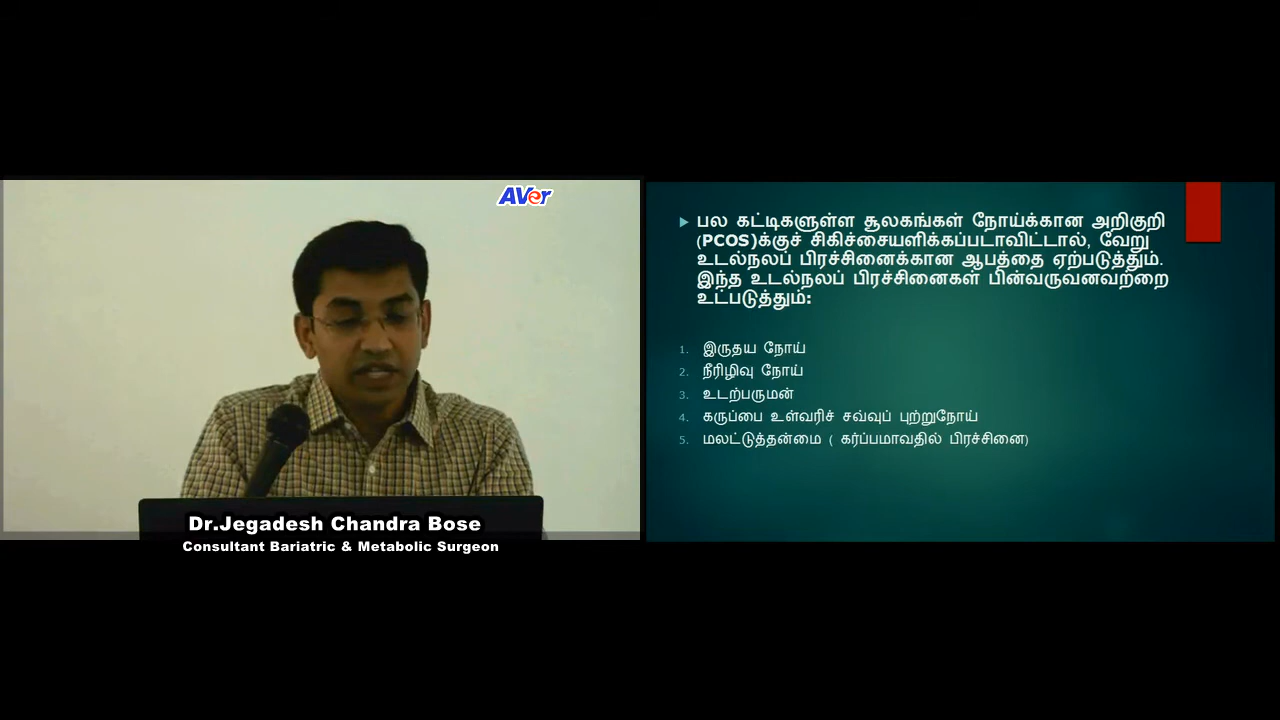 AVer
Dr.Jegadesh Chandra Bose
Consultant Bariatric & Metabolic Surgeon
பல கட்டிகளுள்ள சூலகங்கள் நோய்க்கான அறிகுறி
(PCOS)க்குச் சிகிச்சையளிக்கப்படாவிட்டால், வேறு
உடல்நலப் பிரச்சினைக்கான ஆபத்தை ஏற்படுத்தும்.
இந்த உடல்நலப் பிரச்சினைகள் பின்வருவனவற்றை
உட்படுத்தும்:
1. இருதய நோய்
2. நீரிழிவு நோய்
3. உடற்பருமன்
4. கருப்பை உள்வரிச் சவ்வுப் புற்றுநோய்
5. மலட்டுத்தன்மை ( கர்ப்பமாவதில் பிரச்சினை)